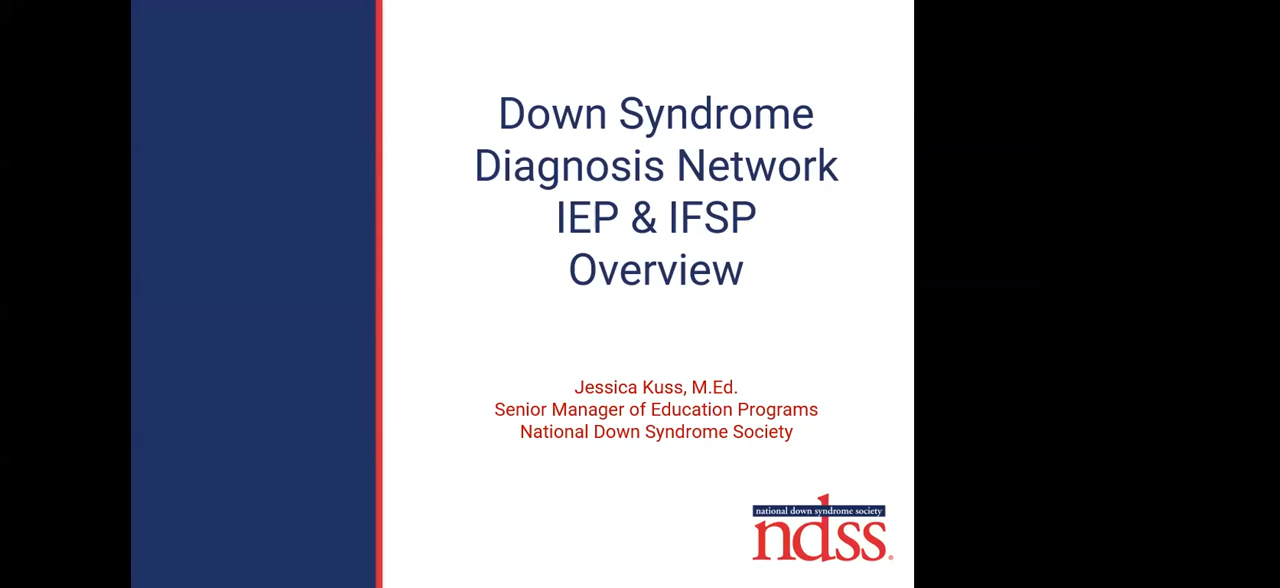 Down Syndrome
Diagnosis Network
IEP & IFSP
Overview
Jessica Kuss, M.Ed.
Senior Manager of Education Programs
National Down Syndrome Society
national down syndrome society
ndss®